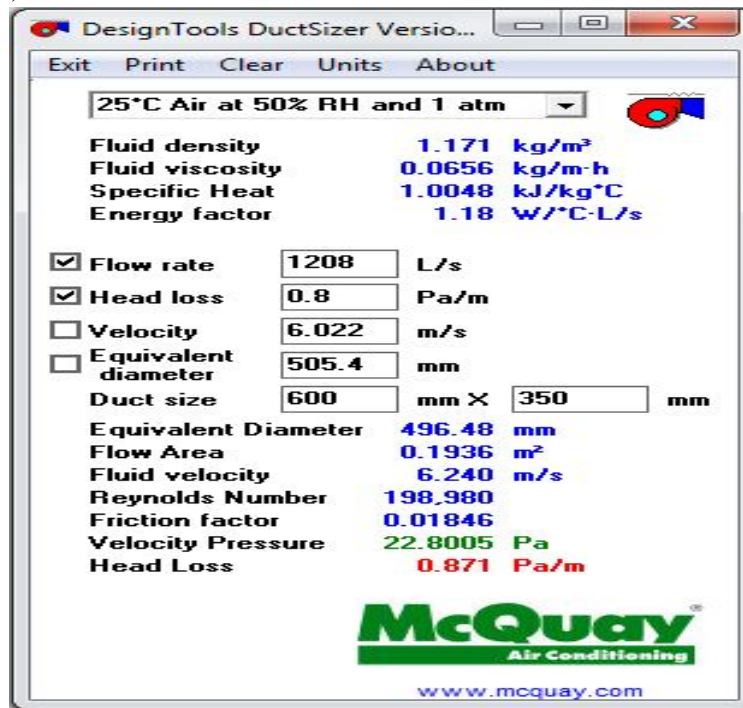 DesignTools DuctSizer Versio...
Exit Print Clear Units About
25°C Air at 50% RH and 1 atm
Fluid density 1.171 kg/m³
Fluid viscosity 0.0656 kg/m·h
Specific Heat 1.0048 kJ/kg°C
Energy factor 1.18 W/°C·L/s
Flow rate 1208 L/s
Head loss 0.8 Pa/m
Velocity 6.022 m/s
Equivalent diameter 505.4 mm
Duct size 600 mm X 350 mm
Equivalent Diameter 496.48 mm
Flow Area 0.1936 m²
Fluid velocity 6.240 m/s
Reynolds Number 198,980
Friction factor 0.01846
Velocity Pressure 22.8005 Pa
Head Loss 0.871 Pa/m
McQuay®
Air Conditioning
www.mcquay.com